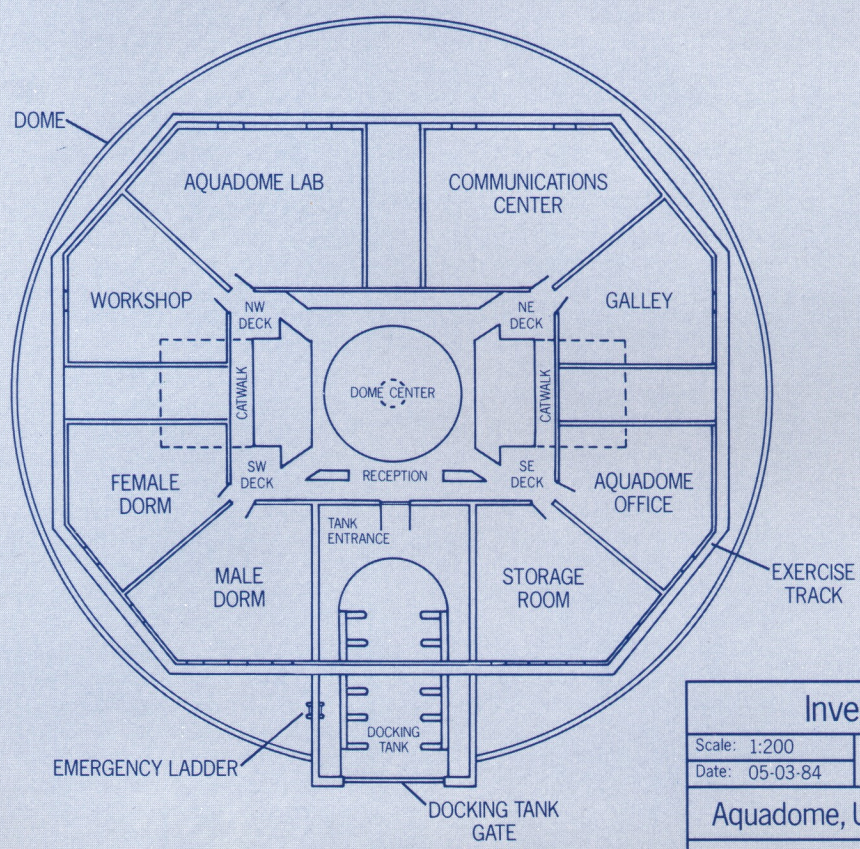 DOME
AQUADOME LAB
COMMUNICATIONS
CENTER
WORKSHOP
NW
DECK
NE
DECK
GALLEY
CATWALK
DOME CENTER
CATWALK
FEMALE
DORM
SW
DECK
RECEPTION
SE
DECK
AQUADOME
OFFICE
TANK
ENTRANCE
MALE
DORM
STORAGE
ROOM
EXERCISE
TRACK
DOCKING
TANK
EMERGENCY LADDER
DOCKING TANK
GATE
Inve
Scale: 1:200
Date: 05-03-84
Aquadome, U